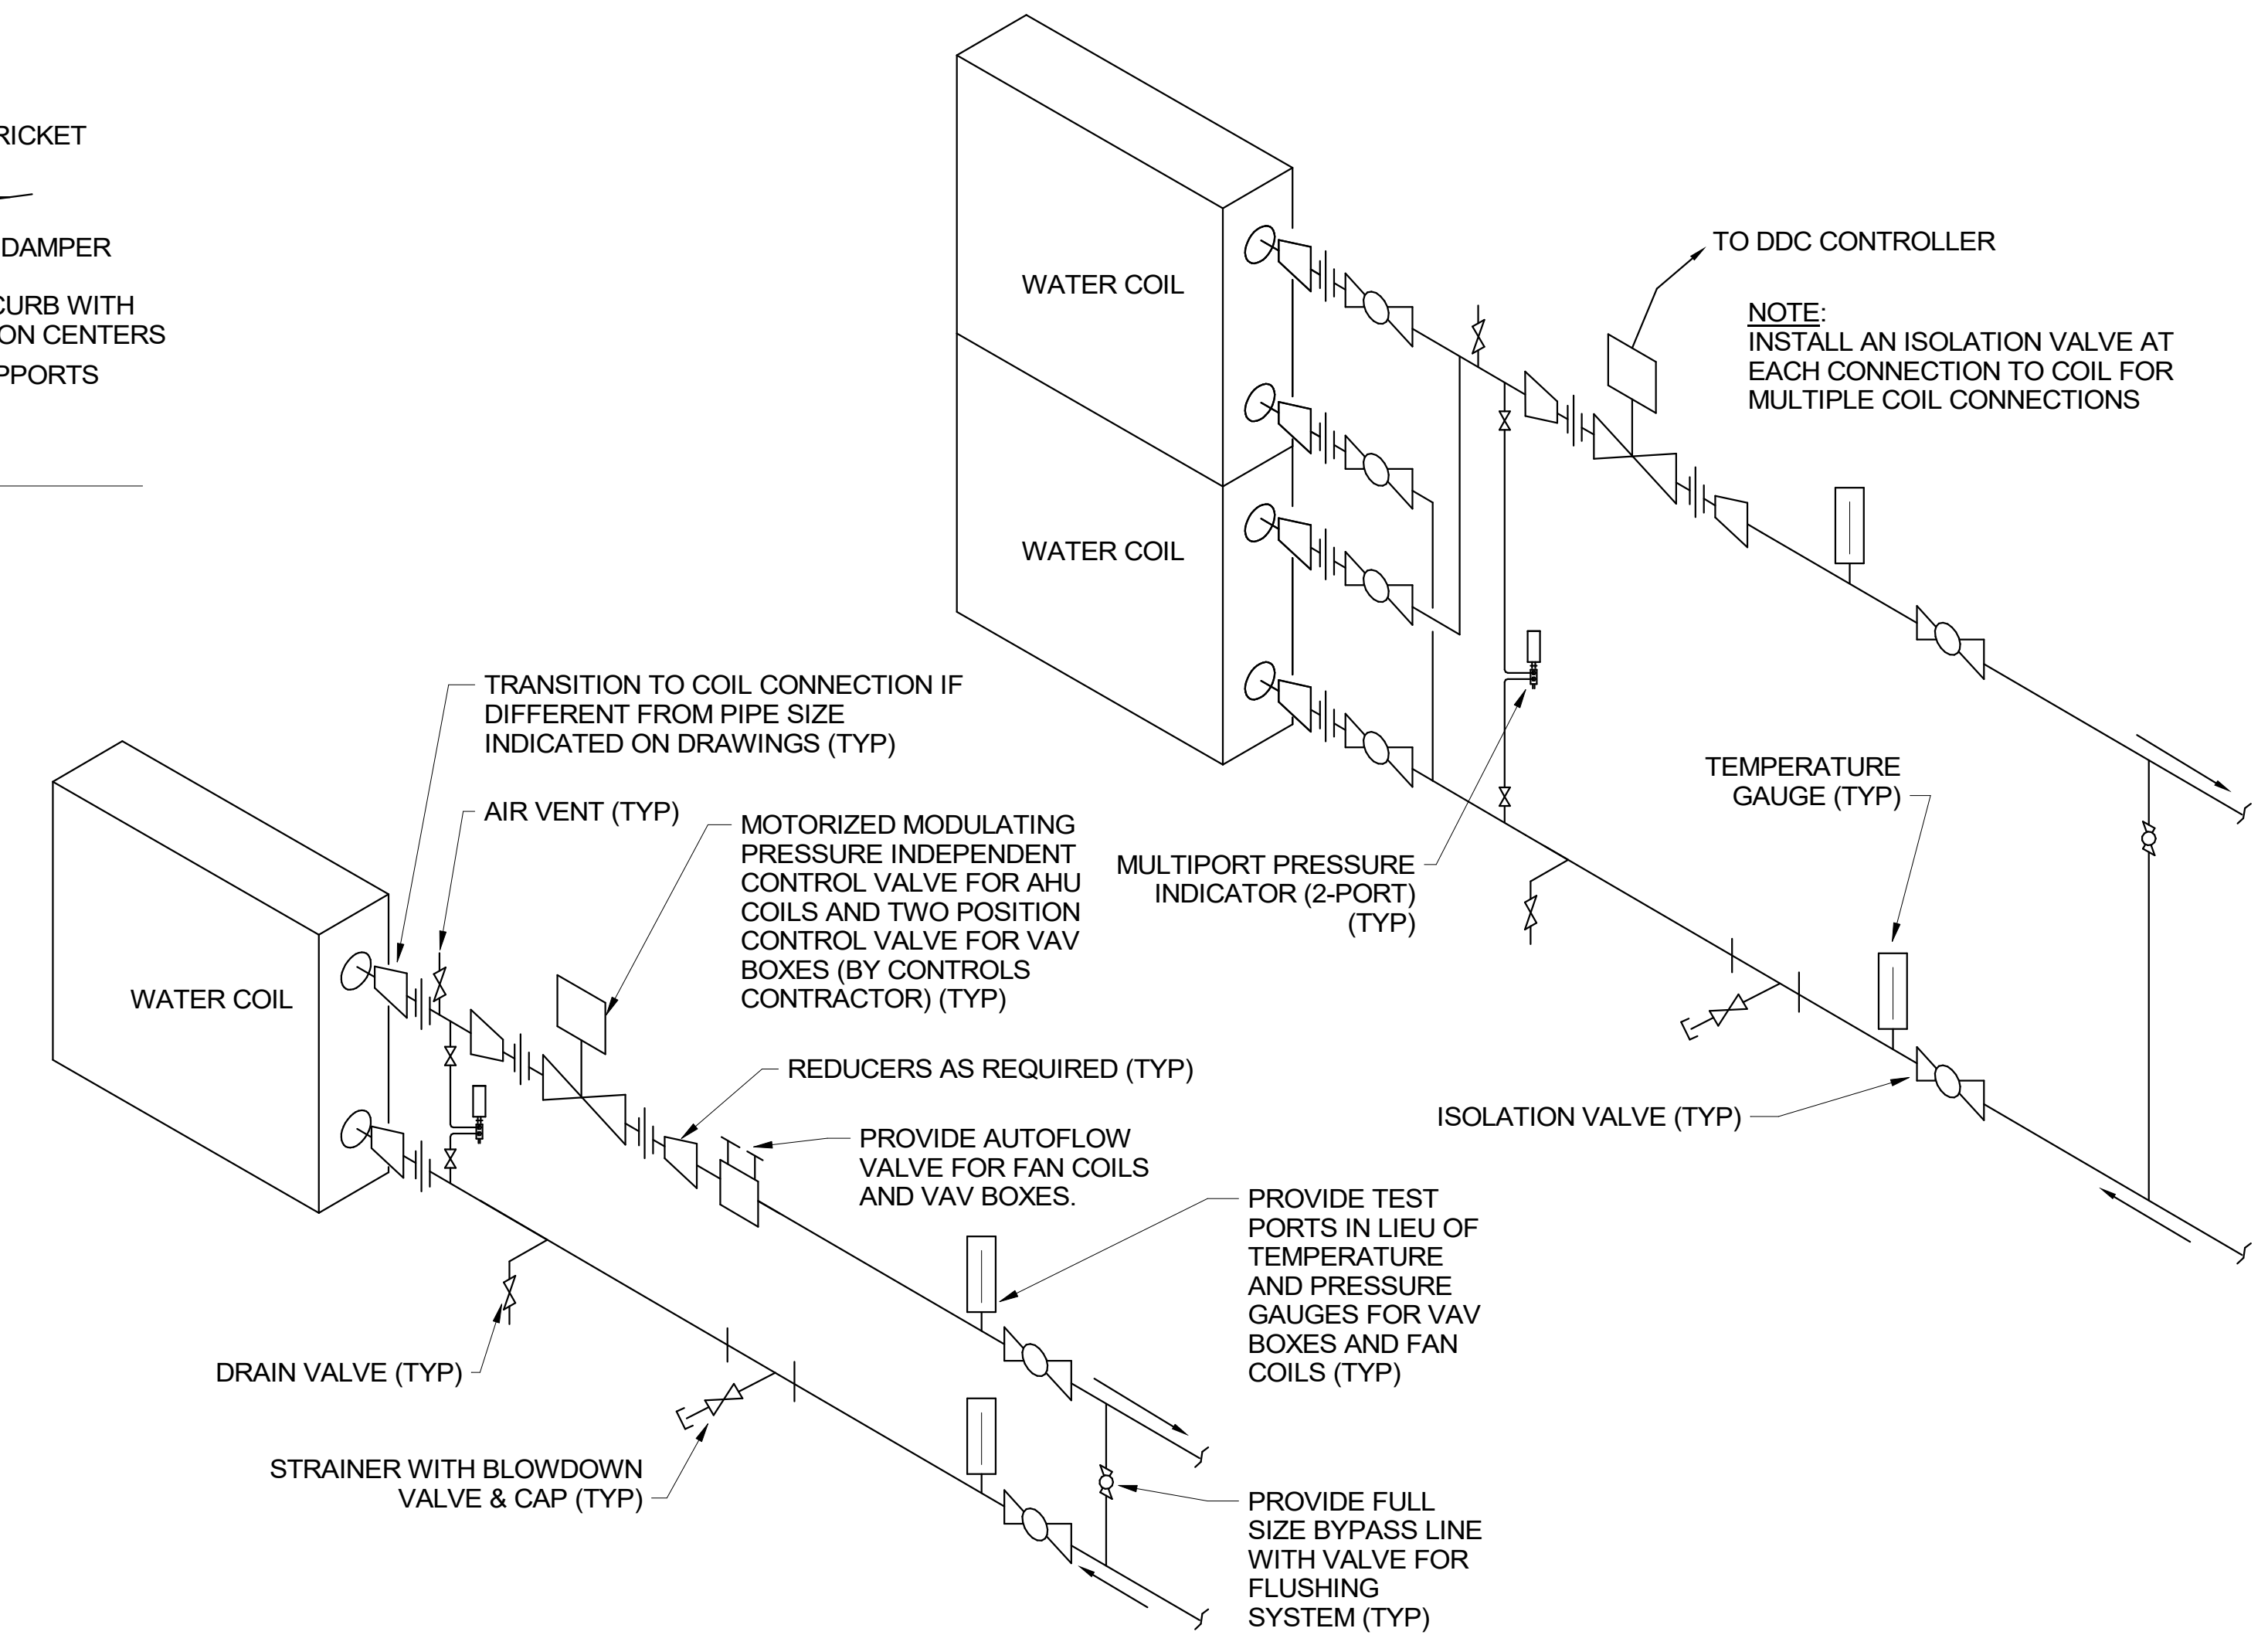 RICKET
DAMPER
CURB WITH
ON CENTERS
PPORTS
WATER COIL
WATER COIL
TO DDC CONTROLLER
NOTE:
INSTALL AN ISOLATION VALVE AT
EACH CONNECTION TO COIL FOR
MULTIPLE COIL CONNECTIONS
TRANSITION TO COIL CONNECTION IF
DIFFERENT FROM PIPE SIZE
INDICATED ON DRAWINGS (TYP)
AIR VENT (TYP)
MOTORIZED MODULATING
PRESSURE INDEPENDENT
CONTROL VALVE FOR AHU
COILS AND TWO POSITION
CONTROL VALVE FOR VAV
BOXES (BY CONTROLS
CONTRACTOR) (TYP)
MULTIPORT PRESSURE
INDICATOR (2-PORT)
(TYP)
TEMPERATURE
GAUGE (TYP)
WATER COIL
REDUCERS AS REQUIRED (TYP)
ISOLATION VALVE (TYP)
PROVIDE AUTOFLOW
VALVE FOR FAN COILS
AND VAV BOXES.
PROVIDE TEST
PORTS IN LIEU OF
TEMPERATURE
AND PRESSURE
GAUGES FOR VAV
BOXES AND FAN
COILS (TYP)
DRAIN VALVE (TYP)
STRAINER WITH BLOWDOWN
VALVE & CAP (TYP)
PROVIDE FULL
SIZE BYPASS LINE
WITH VALVE FOR
FLUSHING
SYSTEM (TYP)